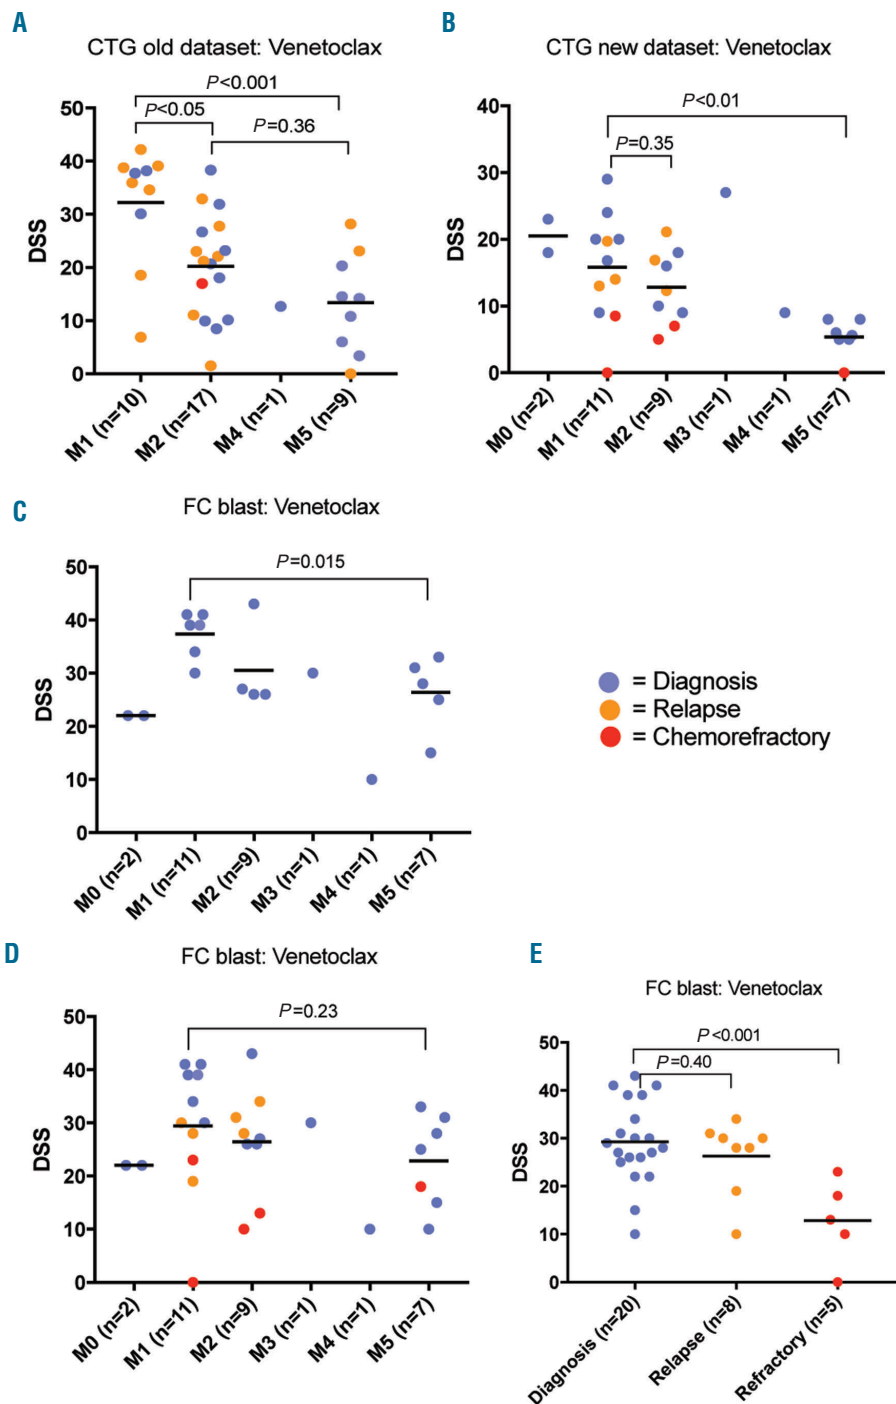 A
CTG old dataset: Venetoclax
P<0.001
P<0.05
P=0.36
DSS
50
40
30
20
10
0
M1 (n=10)
M2 (n=17)
M4 (n=1)
M5 (n=9)
B
CTG new dataset: Venetoclax
P<0.01
P=0.35
DSS
40
30
20
10
0
M0 (n=2)
M1 (n=11)
M2 (n=9)
M3 (n=1)
M4 (n=1)
M5 (n=7)
C
FC blast: Venetoclax
P=0.015
DSS
50
40
30
20
10
0
M0 (n=2)
M1 (n=11)
M2 (n=9)
M3 (n=1)
M4 (n=1)
M5 (n=7)
= Diagnosis
= Relapse
= Chemorefractory
D
FC blast: Venetoclax
P=0.23
DSS
50
40
30
20
10
0
M0 (n=2)
M1 (n=11)
M2 (n=9)
M3 (n=1)
M4 (n=1)
M5 (n=7)
E
FC blast: Venetoclax
P<0.001
P=0.40
DSS
50
40
30
20
10
0
Diagnosis (n=20)
Relapse (n=8)
Refractory (n=5)